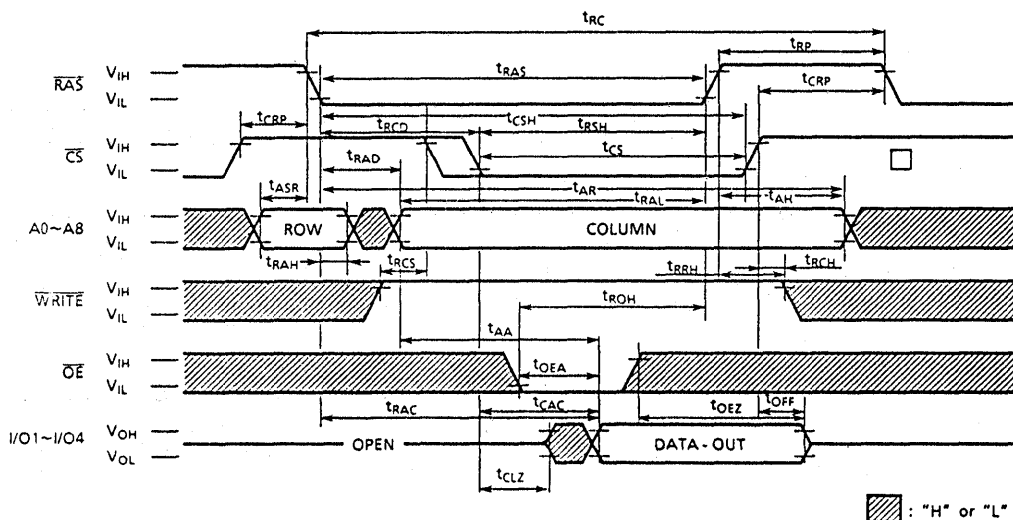 tRC
tRP
RAS VIH
VIL
tRAS
tCRP
tCRP
tRCD
tCSH
tRSH
CS VIH
VIL
tRAD
tCS
tASR
tAR
tRAL
tAH
A0~A8 VIH
VIL
ROW
COLUMN
tRAH
tRCS
tRRH
tRCH
WRITE VIH
VIL
tROH
tAA
OE VIH
VIL
tOEA
tRAC
tCAC
tOEZ
tOFF
I/O1~I/O4 VOH
VOL
OPEN
DATA-OUT
tCLZ
: "H" or "L"